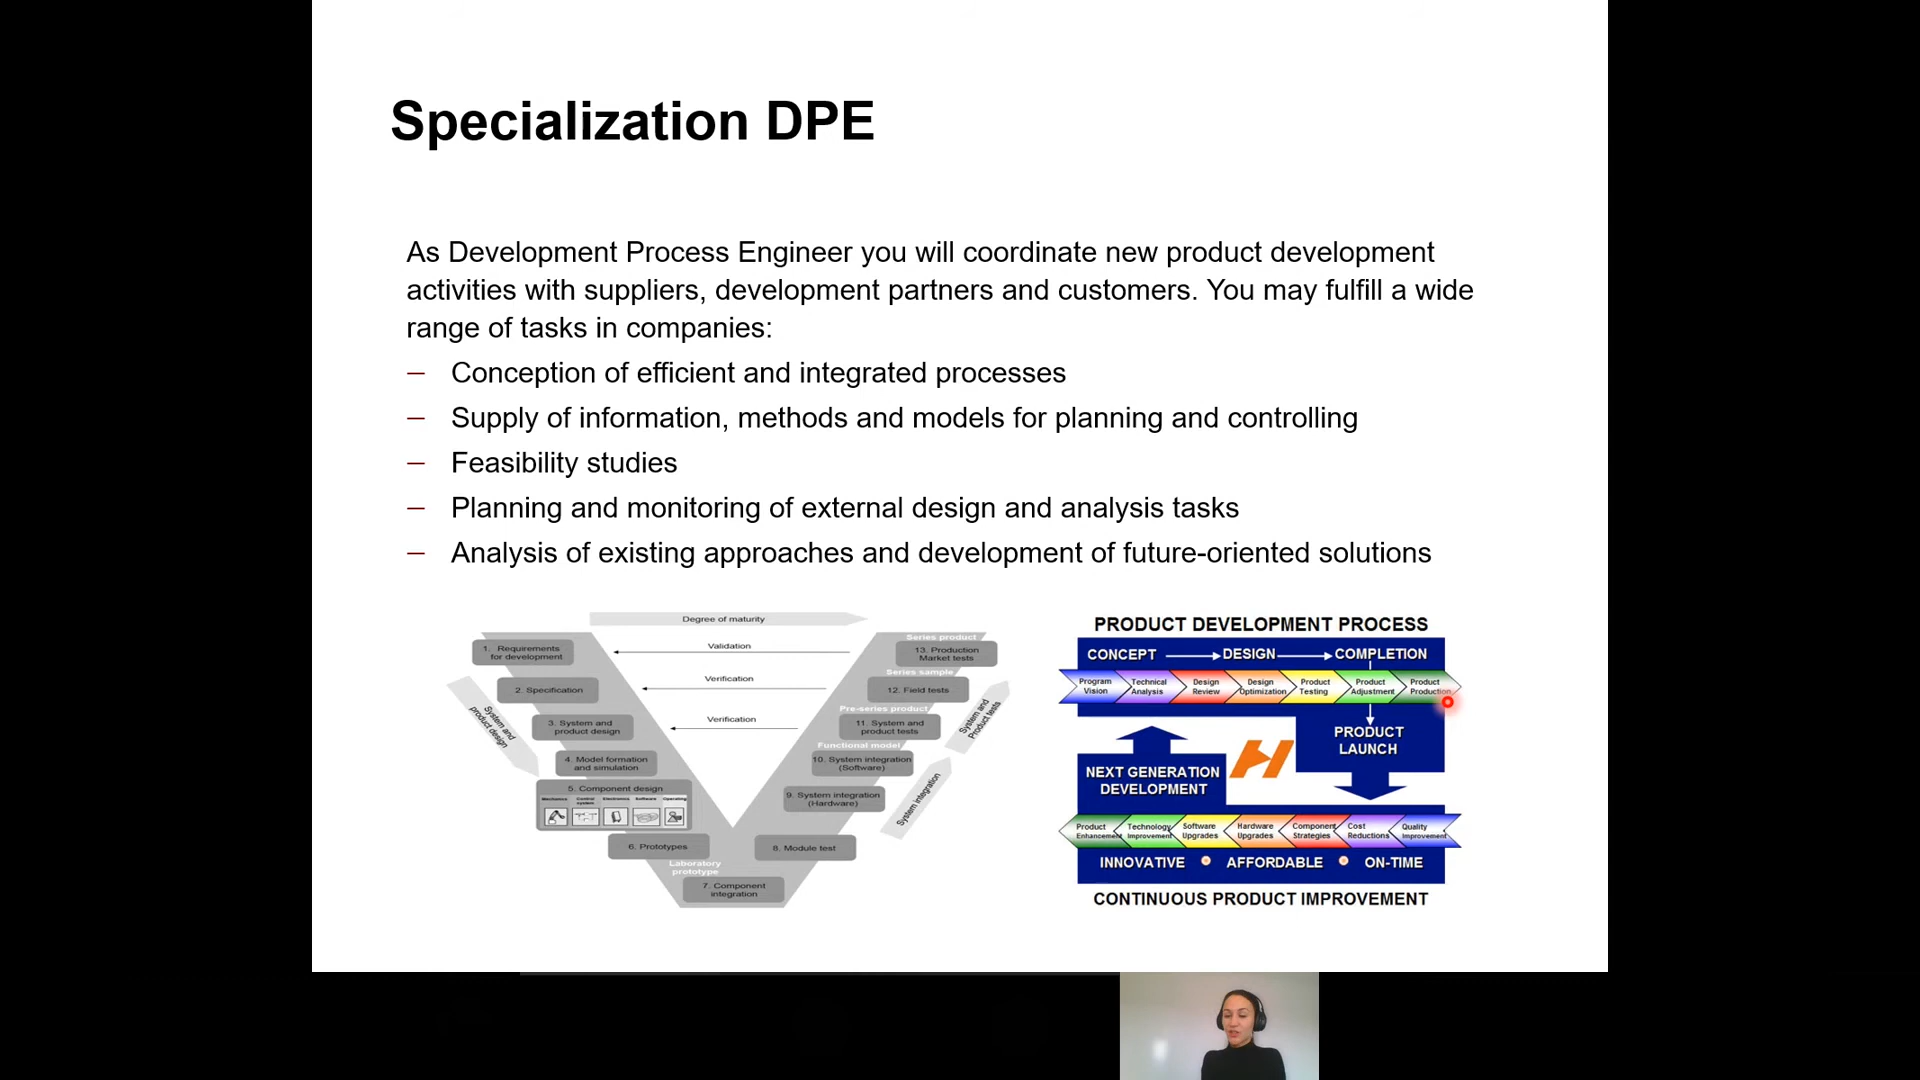 Specialization DPE
As Development Process Engineer you will coordinate new product development
activities with suppliers, development partners and customers. You may fulfill a wide
range of tasks in companies:
– Conception of efficient and integrated processes
– Supply of information, methods and models for planning and controlling
– Feasibility studies
– Planning and monitoring of external design and analysis tasks
– Analysis of existing approaches and development of future-oriented solutions
Degree of maturity
1. Requirements
for development
2. Specification
3. System and
product design
4. Model formation
and simulation
5. Component design
Mechanics Control system Electronics Software Operating
6. Prototypes
Laboratory
prototype
7. Component
integration
8. Module test
9. System integration
(Hardware)
10. System integration
(Software)
Functional model
11. System and
product tests
Pre-series product
12. Field tests
Series sample
13. Production
Market tests
Series product
Validation
Verification
Verification
System and
product design
System integration
System and
Product tests
PRODUCT DEVELOPMENT PROCESS
CONCEPT DESIGN COMPLETION
Program
Vision
Technical
Analysis
Design
Review
Design
Optimization
Product
Testing
Product
Adjustment
Product
Production
PRODUCT
LAUNCH
NEXT GENERATION
DEVELOPMENT
H
Product
Enhancement
Technology
Improvement
Software
Upgrades
Hardware
Upgrades
Component
Strategies
Cost
Reductions
Quality
Improvement
INNOVATIVE AFFORDABLE ON-TIME
CONTINUOUS PRODUCT IMPROVEMENT